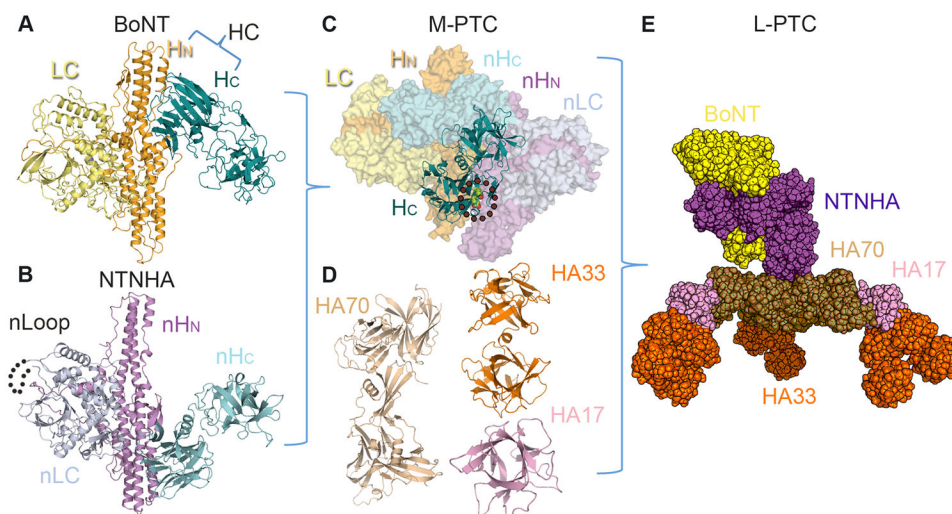 A
BoNT
HN
HC
LC
Hc
B
NTNHA
nLoop
nHN
nHc
nLC
C
M-PTC
HN
nHc
LC
nHN
nLC
Hc
D
HA70
HA33
HA17
E
L-PTC
BoNT
NTNHA
HA70
HA17
HA33